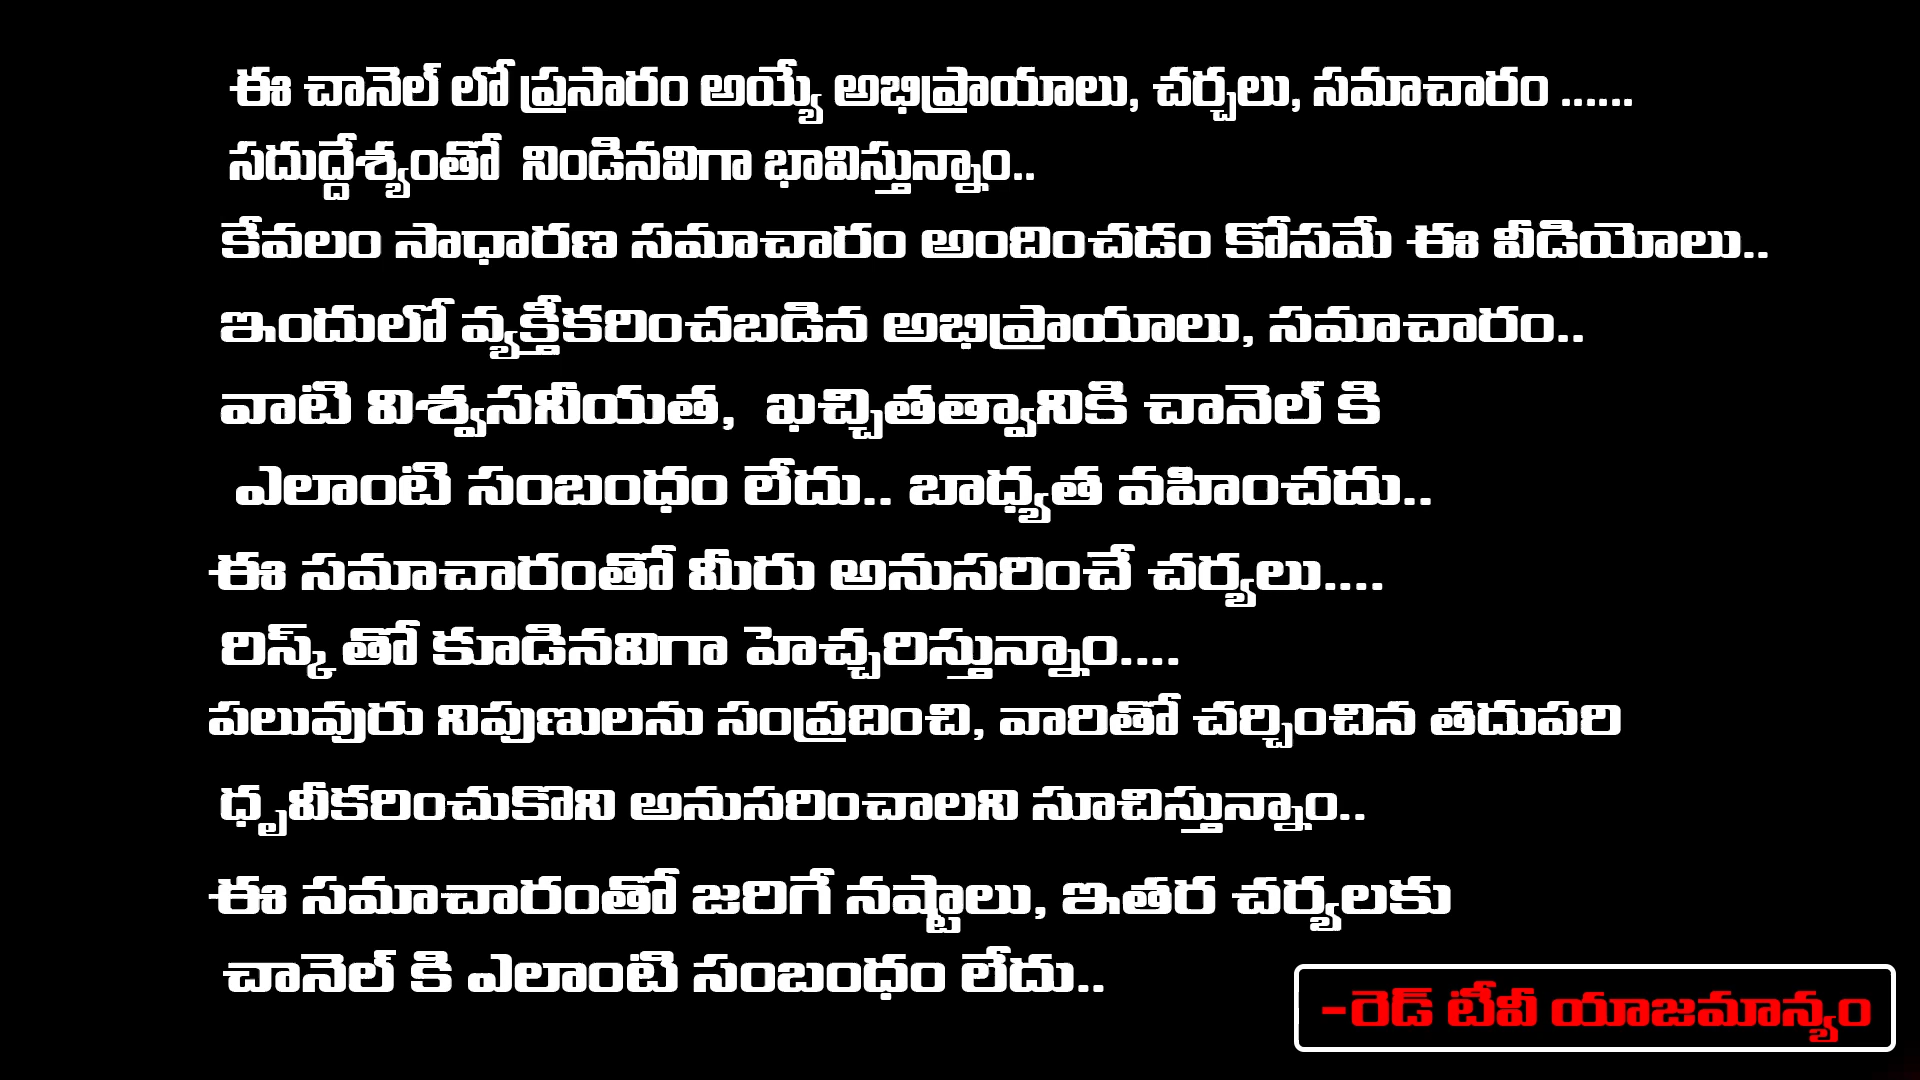 ఈ చానెల్ లో ప్రసారం అయ్యే అభిప్రాయాలు, చర్చలు, సమాచారం ......
సదుద్దేశ్యంతో నిండినవిగా భావిస్తున్నాం..
కేవలం సాధారణ సమాచారం అందించడం కోసమే ఈ వీడియోలు..
ఇందులో వ్యక్తీకరించబడిన అభిప్రాయాలు, సమాచారం..
వాటి విశ్వసనీయత, ఖచ్చితత్వానికి చానెల్ కి
ఎలాంటి సంబంధం లేదు.. బాధ్యత వహించదు..
ఈ సమాచారంతో మీరు అనుసరించే చర్యలు....
రిస్క్ తో కూడినవిగా హెచ్చరిస్తున్నాం....
పలువురు నిపుణులను సంప్రదించి, వారితో చర్చించిన తదుపరి
ధృవీకరించుకొని అనుసరించాలని సూచిస్తున్నాం..
ఈ సమాచారంతో జరిగే నష్టాలు, ఇతర చర్యలకు
చానెల్ కి ఎలాంటి సంబంధం లేదు..
-రెడ్ టీవీ యాజమాన్యం